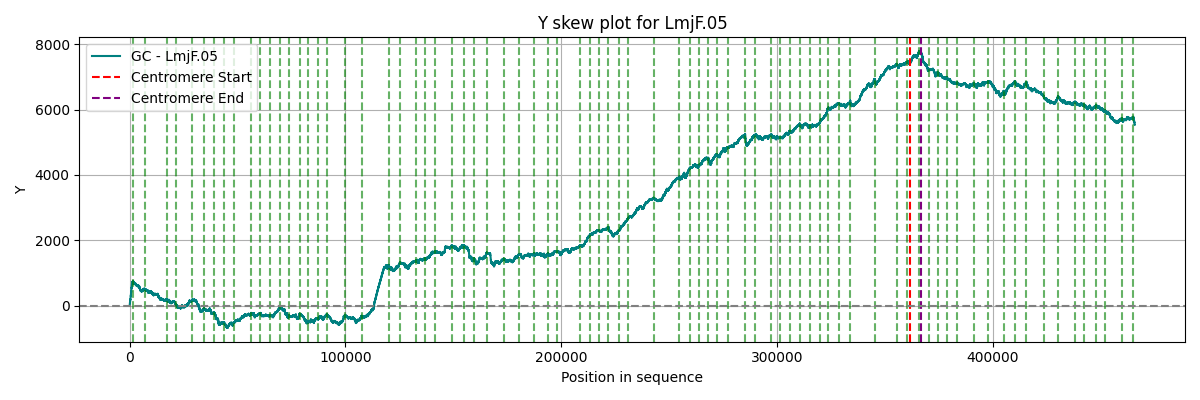 Y skew plot for LmjF.05
GC - LmjF.05
Centromere Start
Centromere End
8000
6000
4000
2000
0
Y
0 100000 200000 300000 400000
Position in sequence